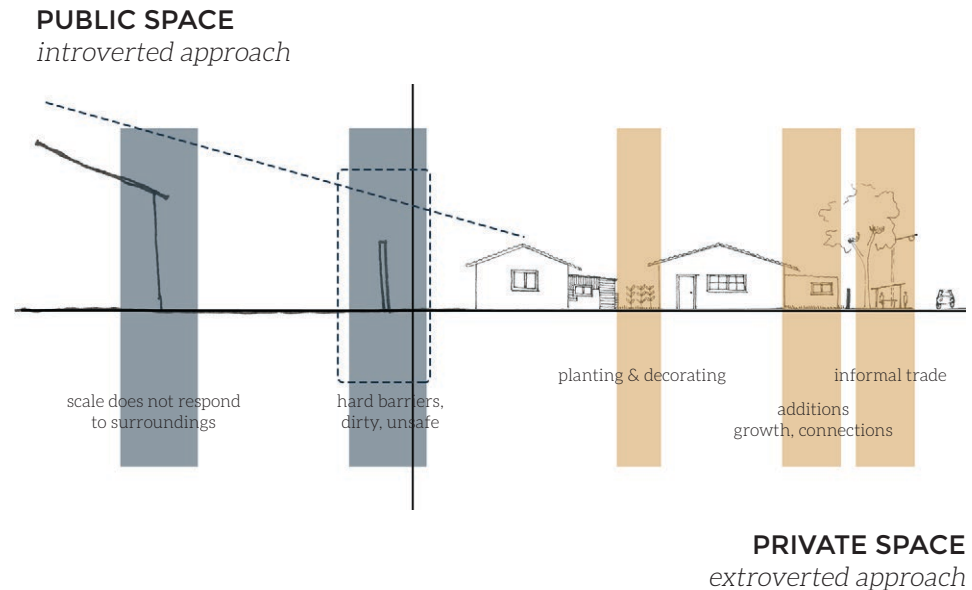 PUBLIC SPACE
introverted approach
planting & decorating
informal trade
scale does not respond
to surroundings
hard barriers,
dirty, unsafe
additions
growth, connections
PRIVATE SPACE
extroverted approach